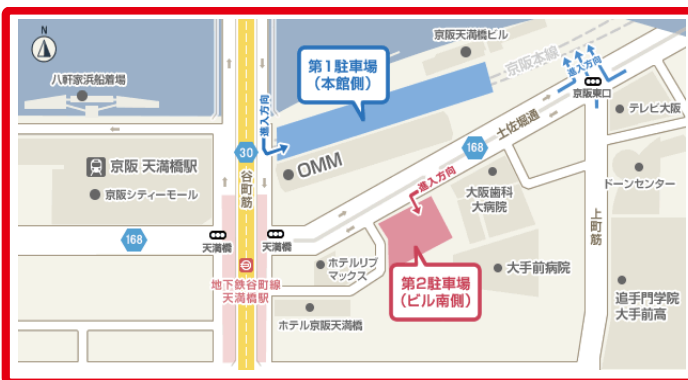 N
八軒家浜船着場
京阪天満橋ビル
京阪本線
進入方向
京阪東口
テレビ大阪
第1駐車場
(本館側)
進入方向
土佐堀通
168
30
OMM
谷町筋
京阪 天満橋駅
京阪シティーモール
進入方向
大阪歯科
大病院
ドーンセンター
上町筋
168
天満橋
天満橋
地下鉄谷町線
天満橋駅
ホテルリブ
マックス
第2駐車場
(ビル南側)
大手前病院
追手門学院
大手前高
ホテル京阪天満橋